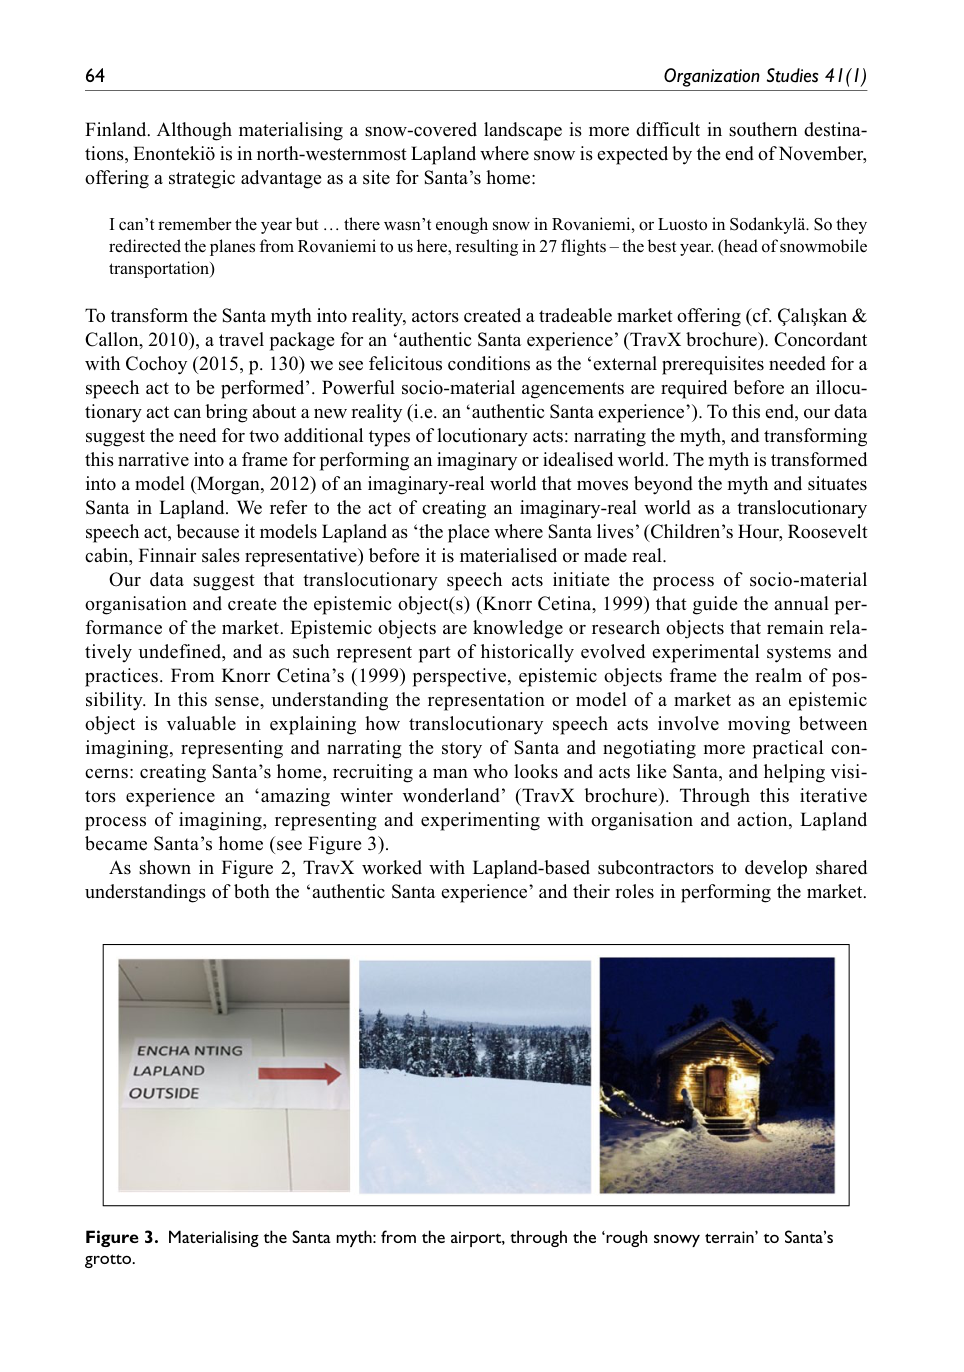 64
Organization Studies 41(1)
Finland. Although materialising a snow-covered landscape is more difficult in southern destina-
tions, Enontekiö is in north-westernmost Lapland where snow is expected by the end of November,
offering a strategic advantage as a site for Santa’s home:
I can’t remember the year but … there wasn’t enough snow in Rovaniemi, or Luosto in Sodankylä. So they
redirected the planes from Rovaniemi to us here, resulting in 27 flights – the best year. (head of snowmobile
transportation)
To transform the Santa myth into reality, actors created a tradeable market offering (cf. Çalışkan &
Callon, 2010), a travel package for an ‘authentic Santa experience’ (TravX brochure). Concordant
with Cochoy (2015, p. 130) we see felicitous conditions as the ‘external prerequisites needed for a
speech act to be performed’. Powerful socio-material agencements are required before an illocu-
tionary act can bring about a new reality (i.e. an ‘authentic Santa experience’). To this end, our data
suggest the need for two additional types of locutionary acts: narrating the myth, and transforming
this narrative into a frame for performing an imaginary or idealised world. The myth is transformed
into a model (Morgan, 2012) of an imaginary-real world that moves beyond the myth and situates
Santa in Lapland. We refer to the act of creating an imaginary-real world as a translocutionary
speech act, because it models Lapland as ‘the place where Santa lives’ (Children’s Hour, Roosevelt
cabin, Finnair sales representative) before it is materialised or made real.
Our data suggest that translocutionary speech acts initiate the process of socio-material
organisation and create the epistemic object(s) (Knorr Cetina, 1999) that guide the annual per-
formance of the market. Epistemic objects are knowledge or research objects that remain rela-
tively undefined, and as such represent part of historically evolved experimental systems and
practices. From Knorr Cetina’s (1999) perspective, epistemic objects frame the realm of pos-
sibility. In this sense, understanding the representation or model of a market as an epistemic
object is valuable in explaining how translocutionary speech acts involve moving between
imagining, representing and narrating the story of Santa and negotiating more practical con-
cerns: creating Santa’s home, recruiting a man who looks and acts like Santa, and helping visi-
tors experience an ‘amazing winter wonderland’ (TravX brochure). Through this iterative
process of imagining, representing and experimenting with organisation and action, Lapland
became Santa’s home (see Figure 3).
As shown in Figure 2, TravX worked with Lapland-based subcontractors to develop shared
understandings of both the ‘authentic Santa experience’ and their roles in performing the market.
ENCHA NTING
LAPLAND
OUTSIDE
Figure 3. Materialising the Santa myth: from the airport, through the ‘rough snowy terrain’ to Santa’s
grotto.